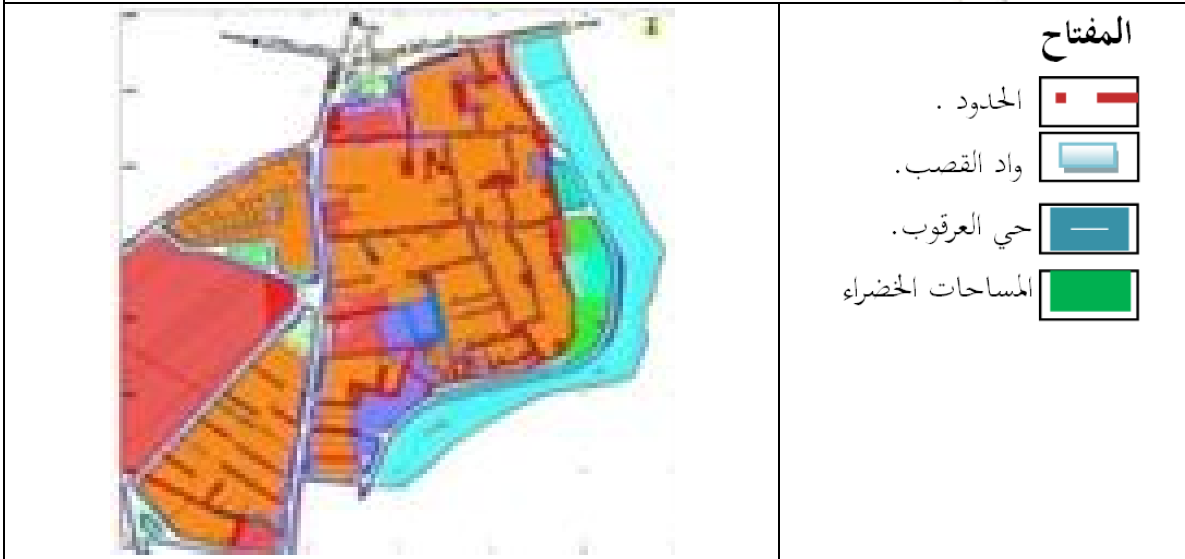 المفتاح
الحدود .
واد القصب.
حي العرقوب.
المساحات الخضراء